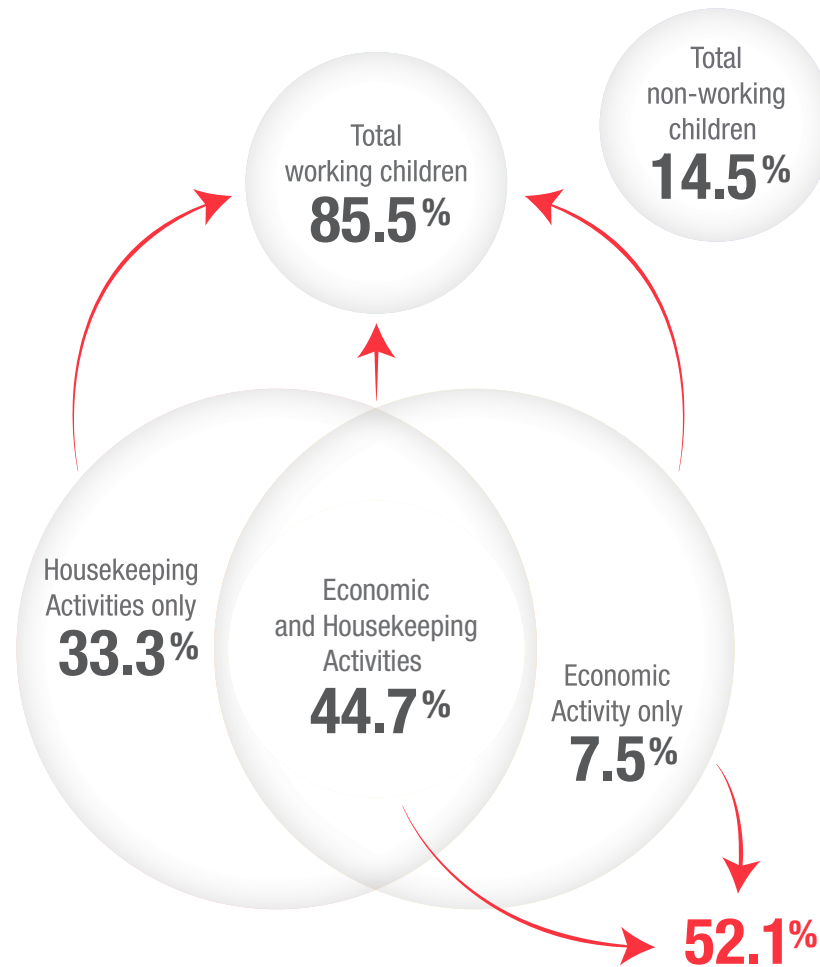 Total
non-working
children
14.5%
Total
working children
85.5%
Housekeeping
Activities only
33.3%
Economic
and Housekeeping
Activities
44.7%
Economic
Activity only
7.5%
52.1%